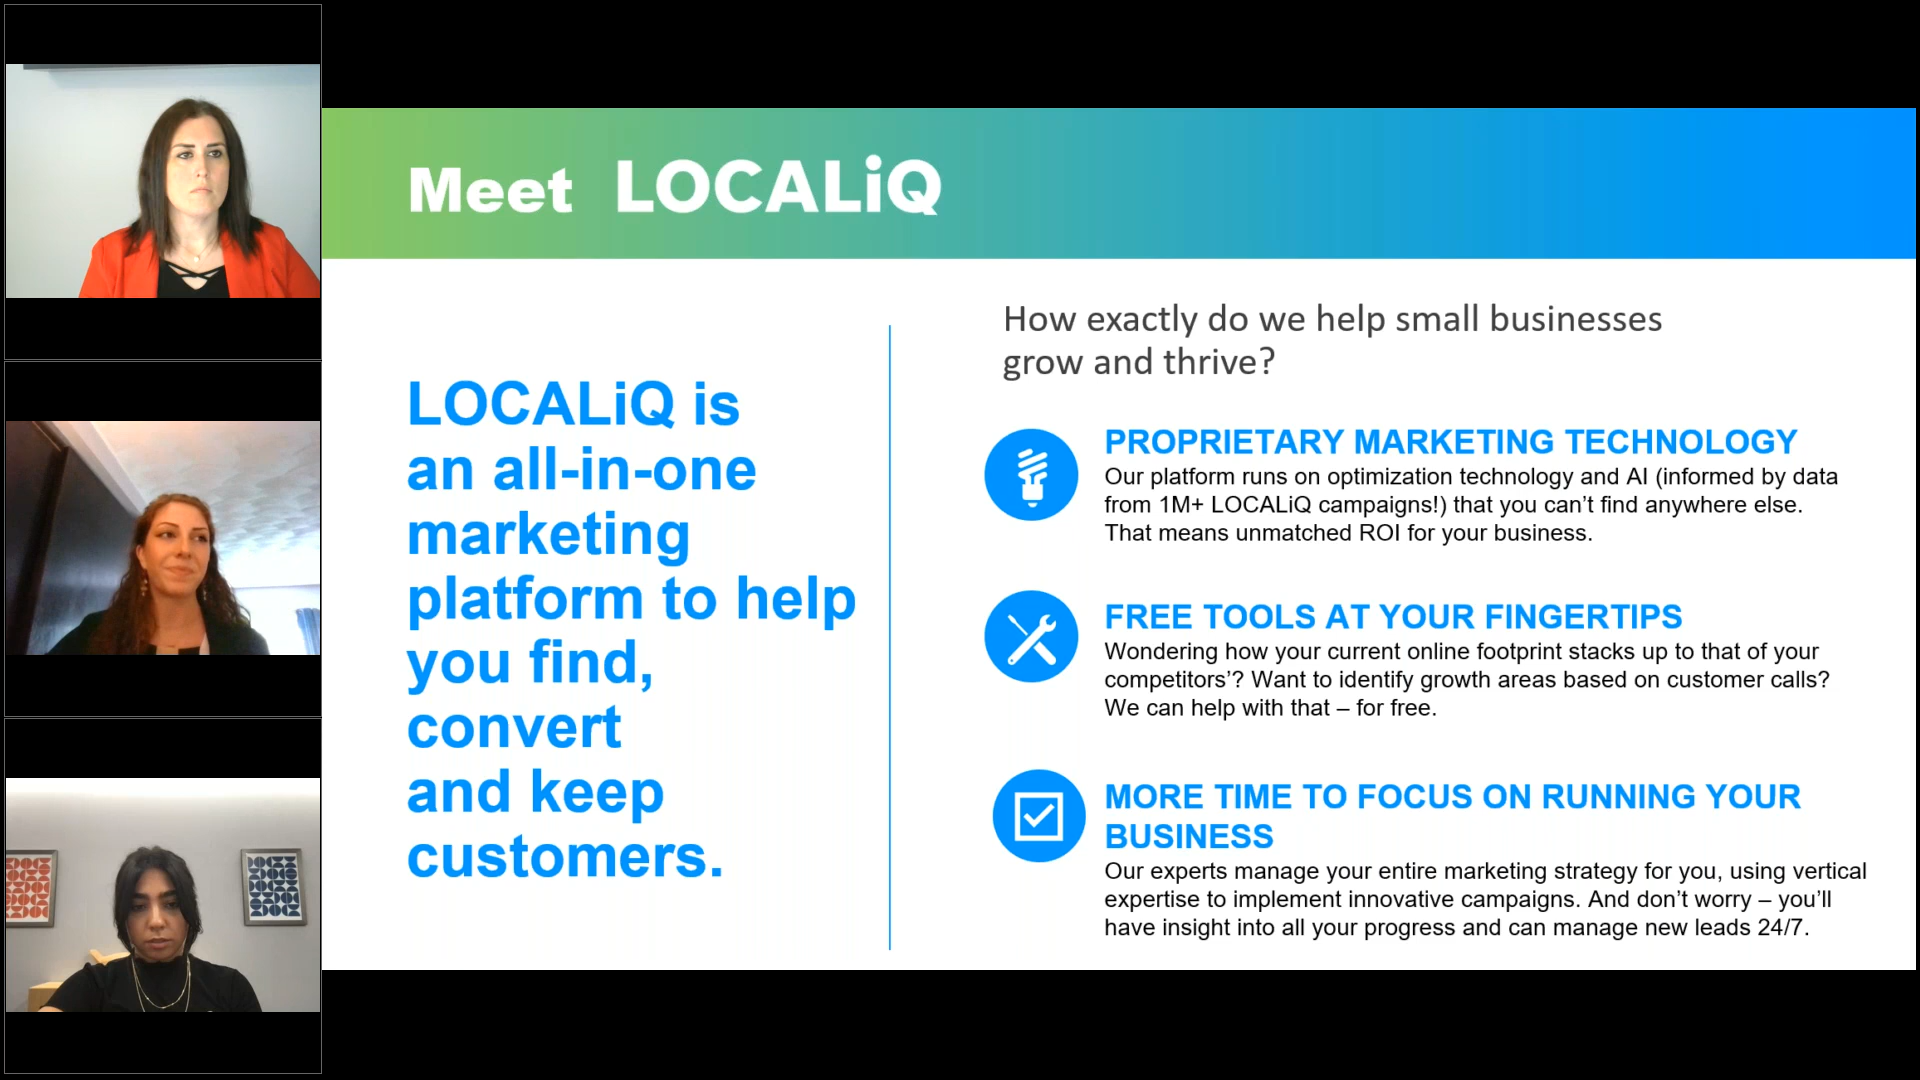 Meet LOCALiQ
LOCALiQ is
an all-in-one
marketing
platform to help
you find,
convert
and keep
customers.
How exactly do we help small businesses
grow and thrive?
PROPRIETARY MARKETING TECHNOLOGY
Our platform runs on optimization technology and AI (informed by data
from 1M+ LOCALiQ campaigns!) that you can’t find anywhere else.
That means unmatched ROI for your business.
FREE TOOLS AT YOUR FINGERTIPS
Wondering how your current online footprint stacks up to that of your
competitors’? Want to identify growth areas based on customer calls?
We can help with that – for free.
MORE TIME TO FOCUS ON RUNNING YOUR
BUSINESS
Our experts manage your entire marketing strategy for you, using vertical
expertise to implement innovative campaigns. And don’t worry – you’ll
have insight into all your progress and can manage new leads 24/7.